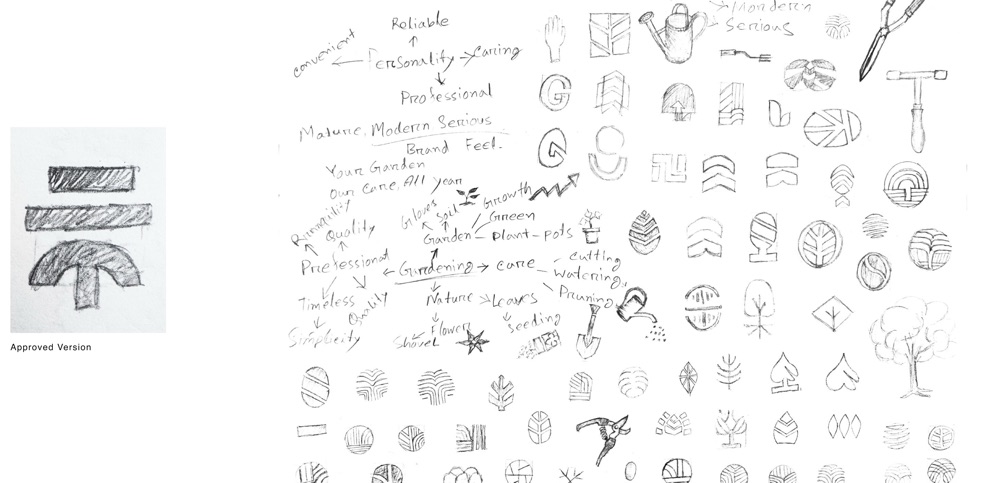 Approved Version
Reliable
Convenient
Personality
Caring
Professional
Mature, Modern Serious
Brand Feel.
Your Garden
Our Care, All Year
Quality
Gloves
Soil
Growth
Green
Garden
Plant-pots
Professional
Gardening
Care
Cutting
Watering
Pruning
Timeless
Quality
Simplicity
Nature
Leaves
Flowers
Seeding
Shovel
Serious